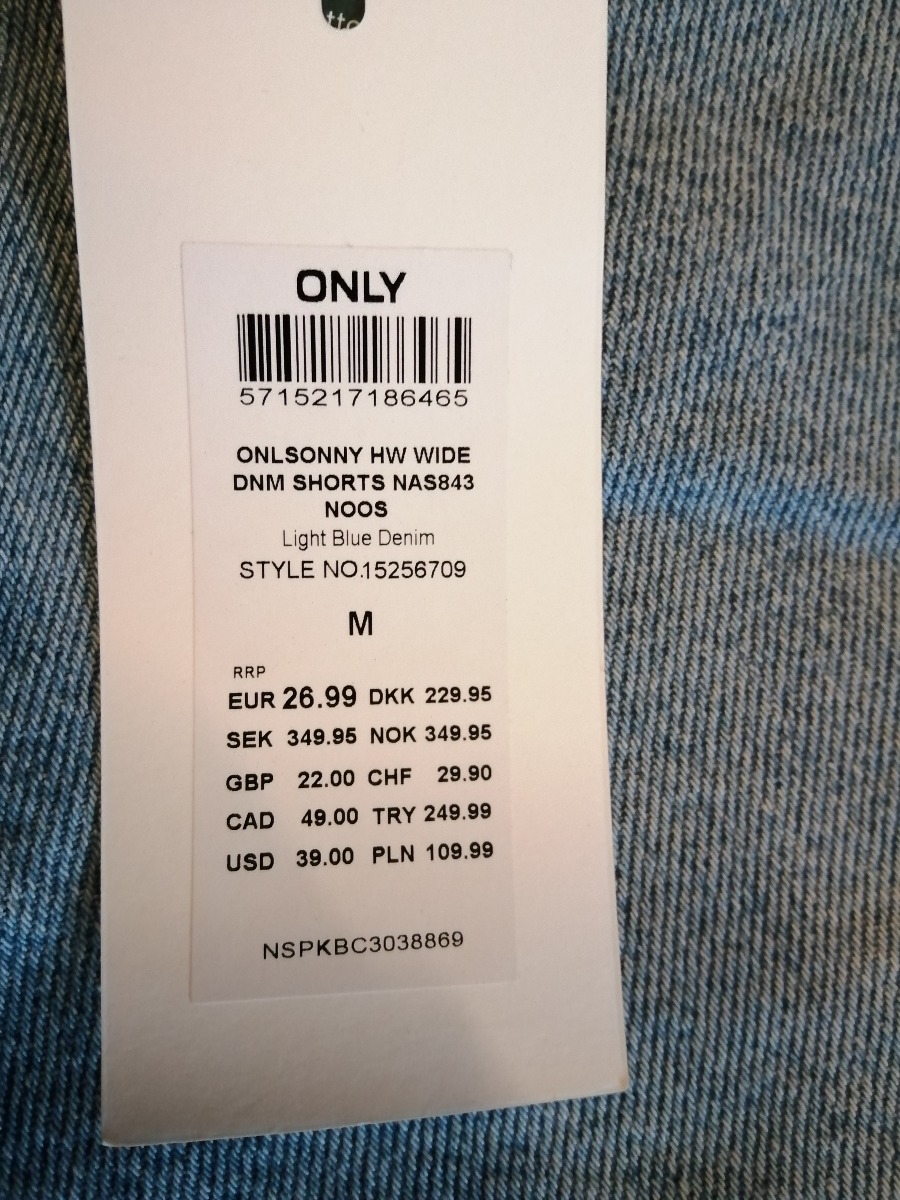 tto
ONLY
5715217186465
ONLSONNY HW WIDE
DNM SHORTS NAS843
NOOS
Light Blue Denim
STYLE NO.15256709
M
RRP
EUR 26.99 DKK 229.95
SEK 349.95 NOK 349.95
GBP 22.00 CHF 29.90
CAD 49.00 TRY 249.99
USD 39.00 PLN 109.99
NSPKBC3038869